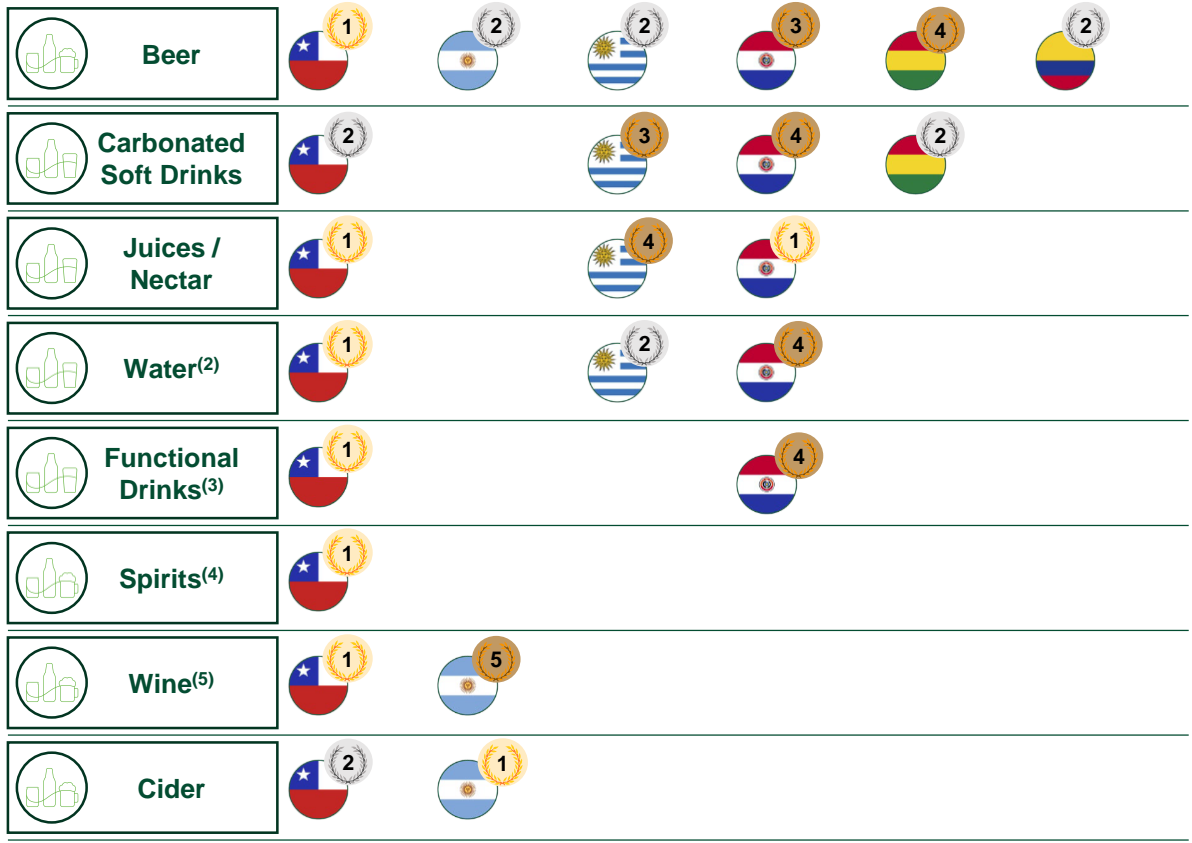 1 2 2 3 4 2
Beer
2 3 4 2
Carbonated
Soft Drinks
1 4 1
Juices /
Nectar
1 2 4
Water(2)
1 4
Functional
Drinks(3)
1
Spirits(4)
1 5
Wine(5)
2 1
Cider